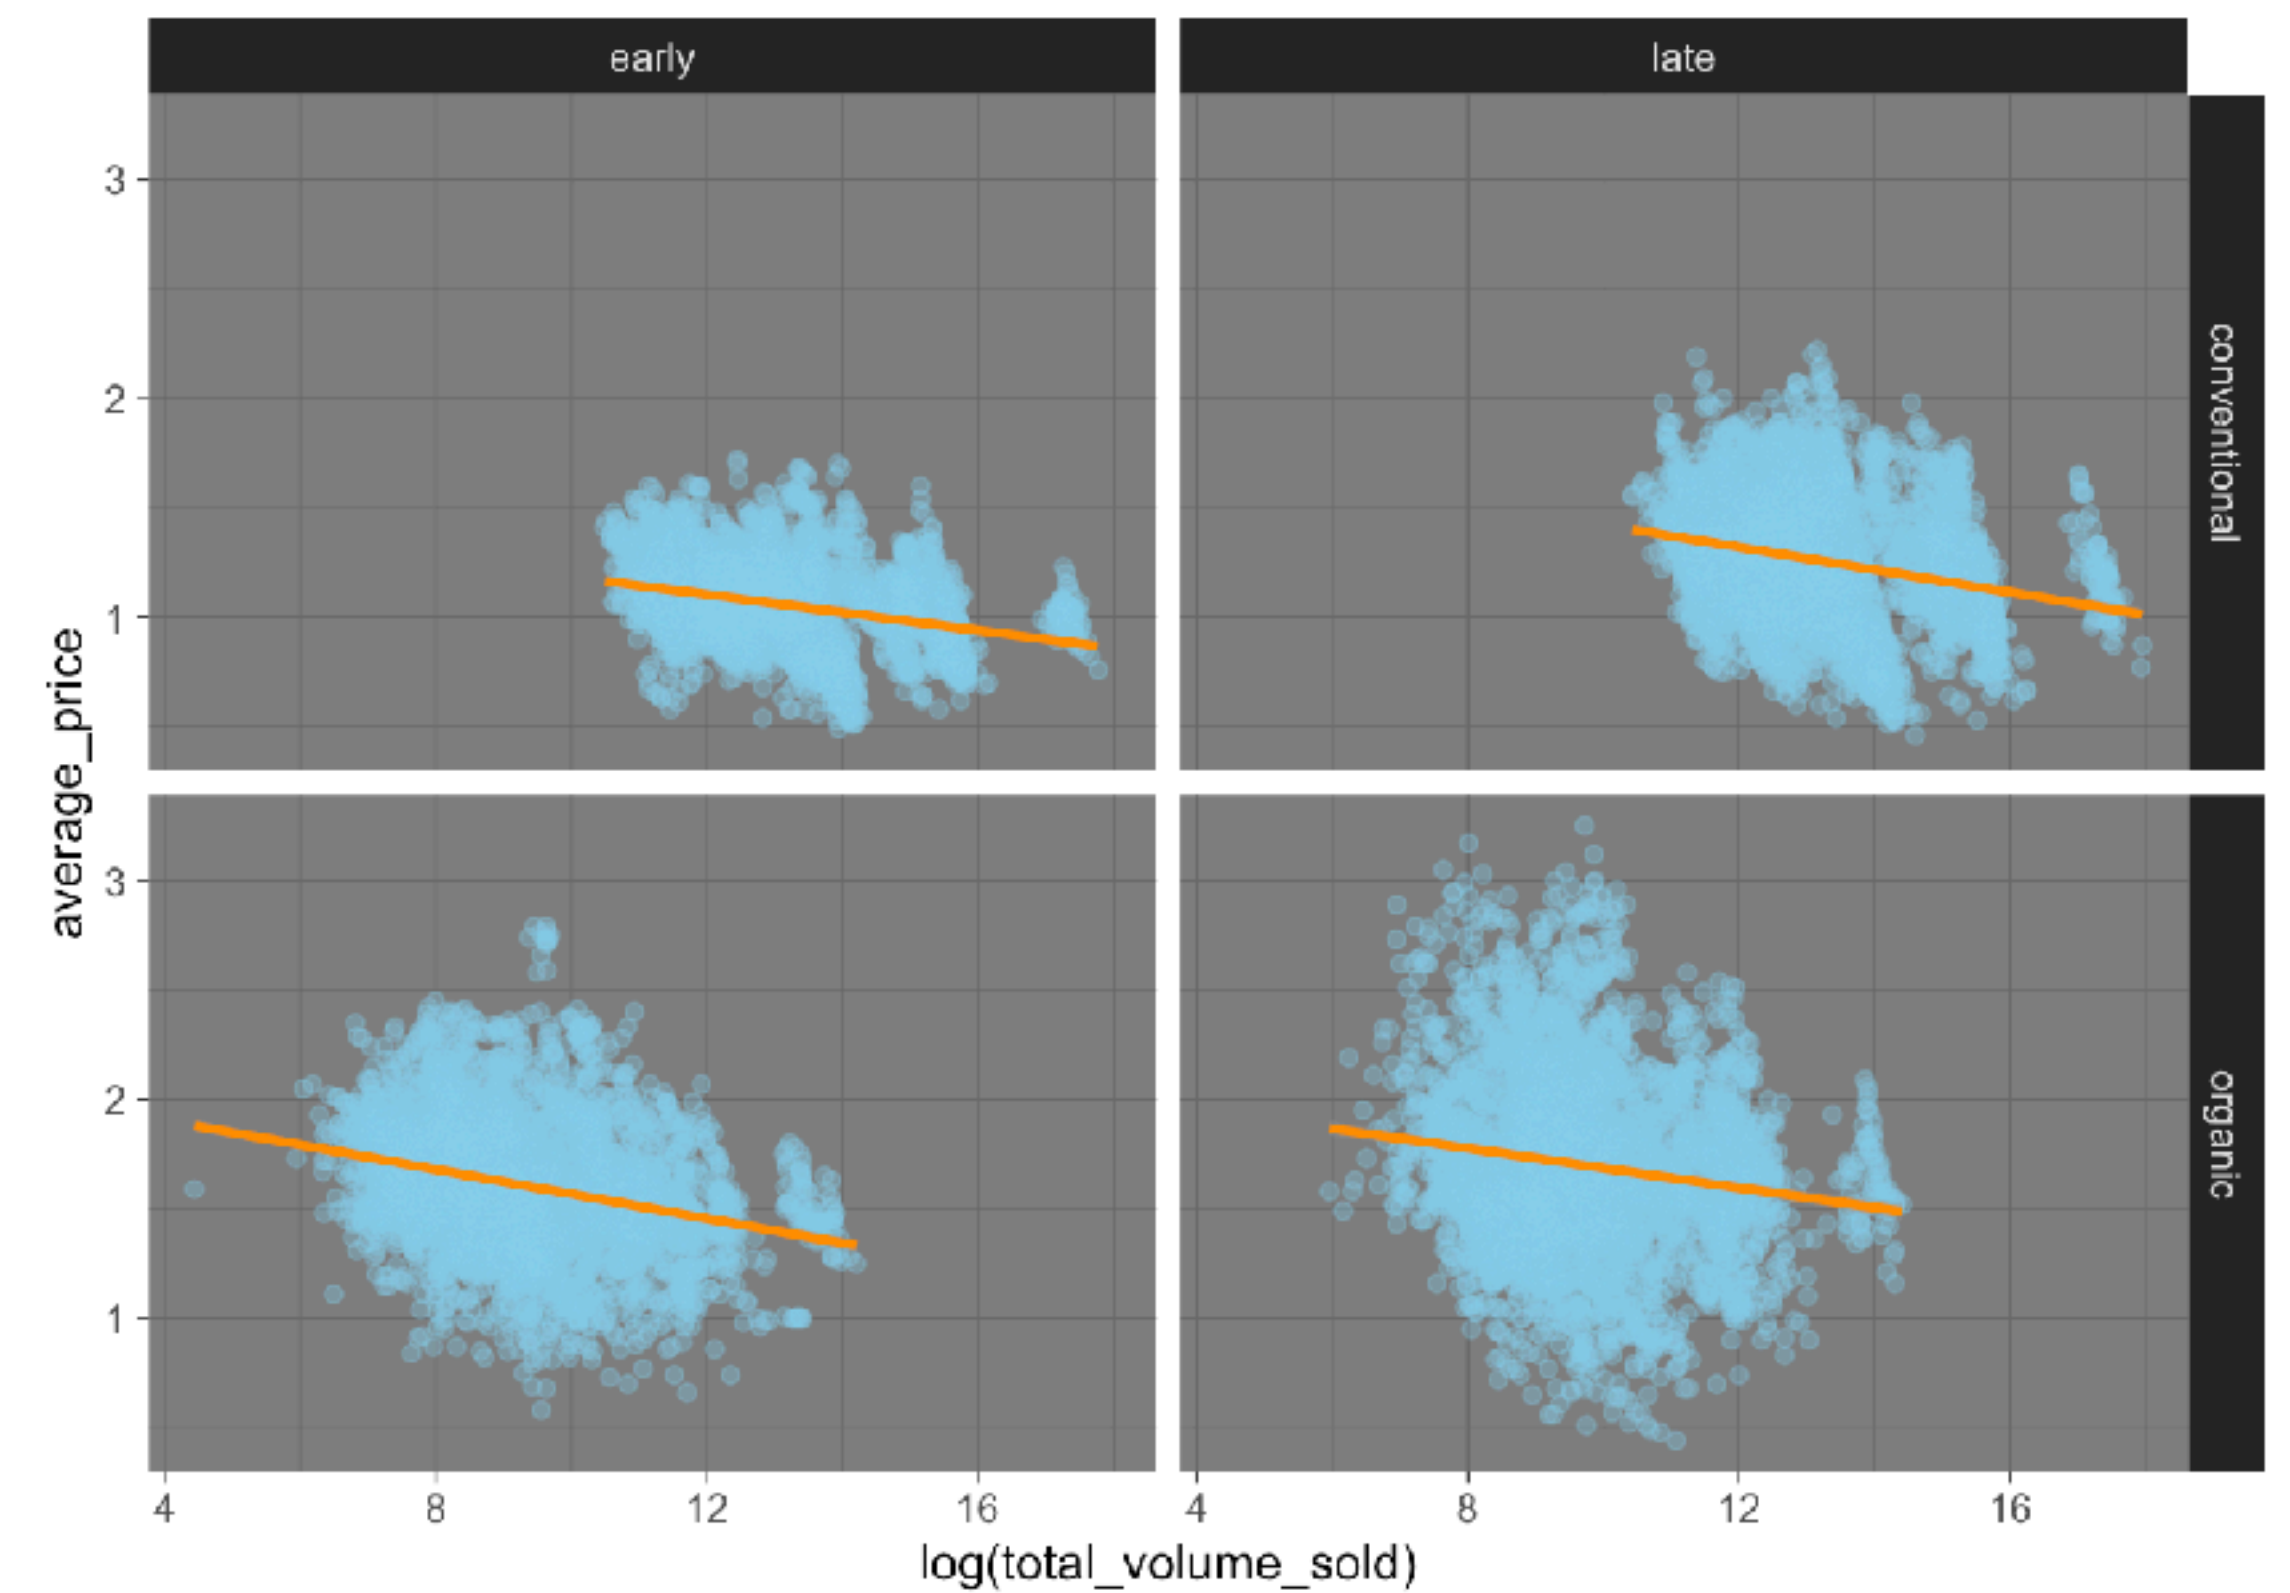 early
late
3
2
1
conventional
average_price
3
2
1
organic
4 8 12 16
4 8 12 16
log(total_volume_sold)